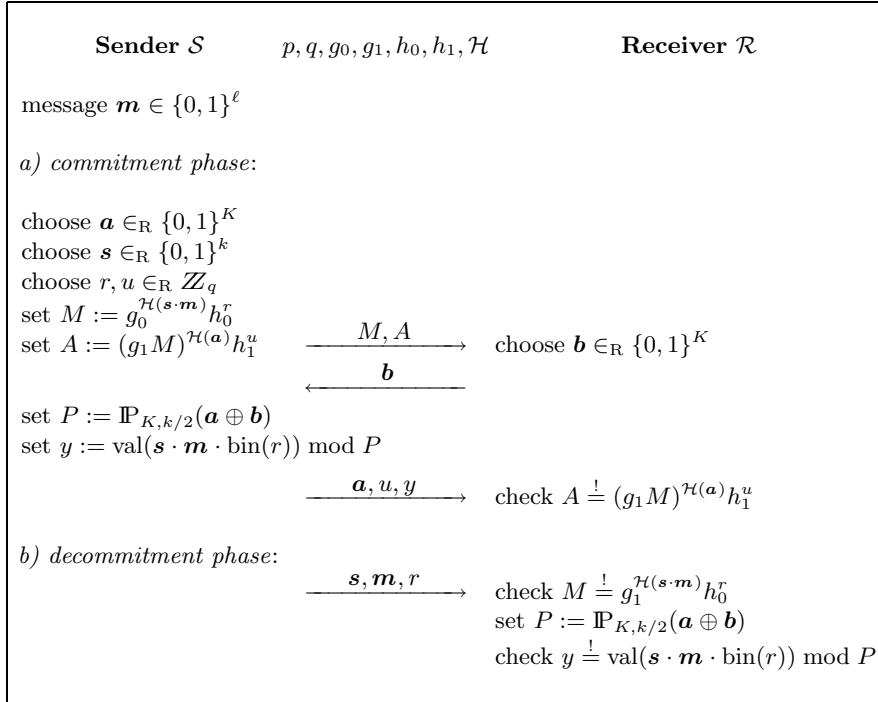 Sender 𝒮 p, q, g₀, g₁, h₀, h₁, ℋ Receiver ℛ
message 𝒎 ∈ {0, 1}^ℓ
a) commitment phase:
choose 𝒂 ∈_R {0, 1}^K
choose 𝒔 ∈_R {0, 1}^k
choose r, u ∈_R ℤ_q
set M := g₀^{ℋ(𝒔·𝒎)} h₀^r
set A := (g₁M)^{ℋ(𝒂)} h₁^u M, A choose 𝒃 ∈_R {0, 1}^K
𝒃
set P := ℙ_{K,k/2}(𝒂 ⊕ 𝒃)
set y := val(𝒔 · 𝒎 · bin(r)) mod P
𝒂, u, y check A =^! (g₁M)^{ℋ(𝒂)} h₁^u
b) decommitment phase:
𝒔, 𝒎, r check M =^! g₁^{ℋ(𝒔·𝒎)} h₀^r
set P := ℙ_{K,k/2}(𝒂 ⊕ 𝒃)
check y =^! val(𝒔 · 𝒎 · bin(r)) mod P